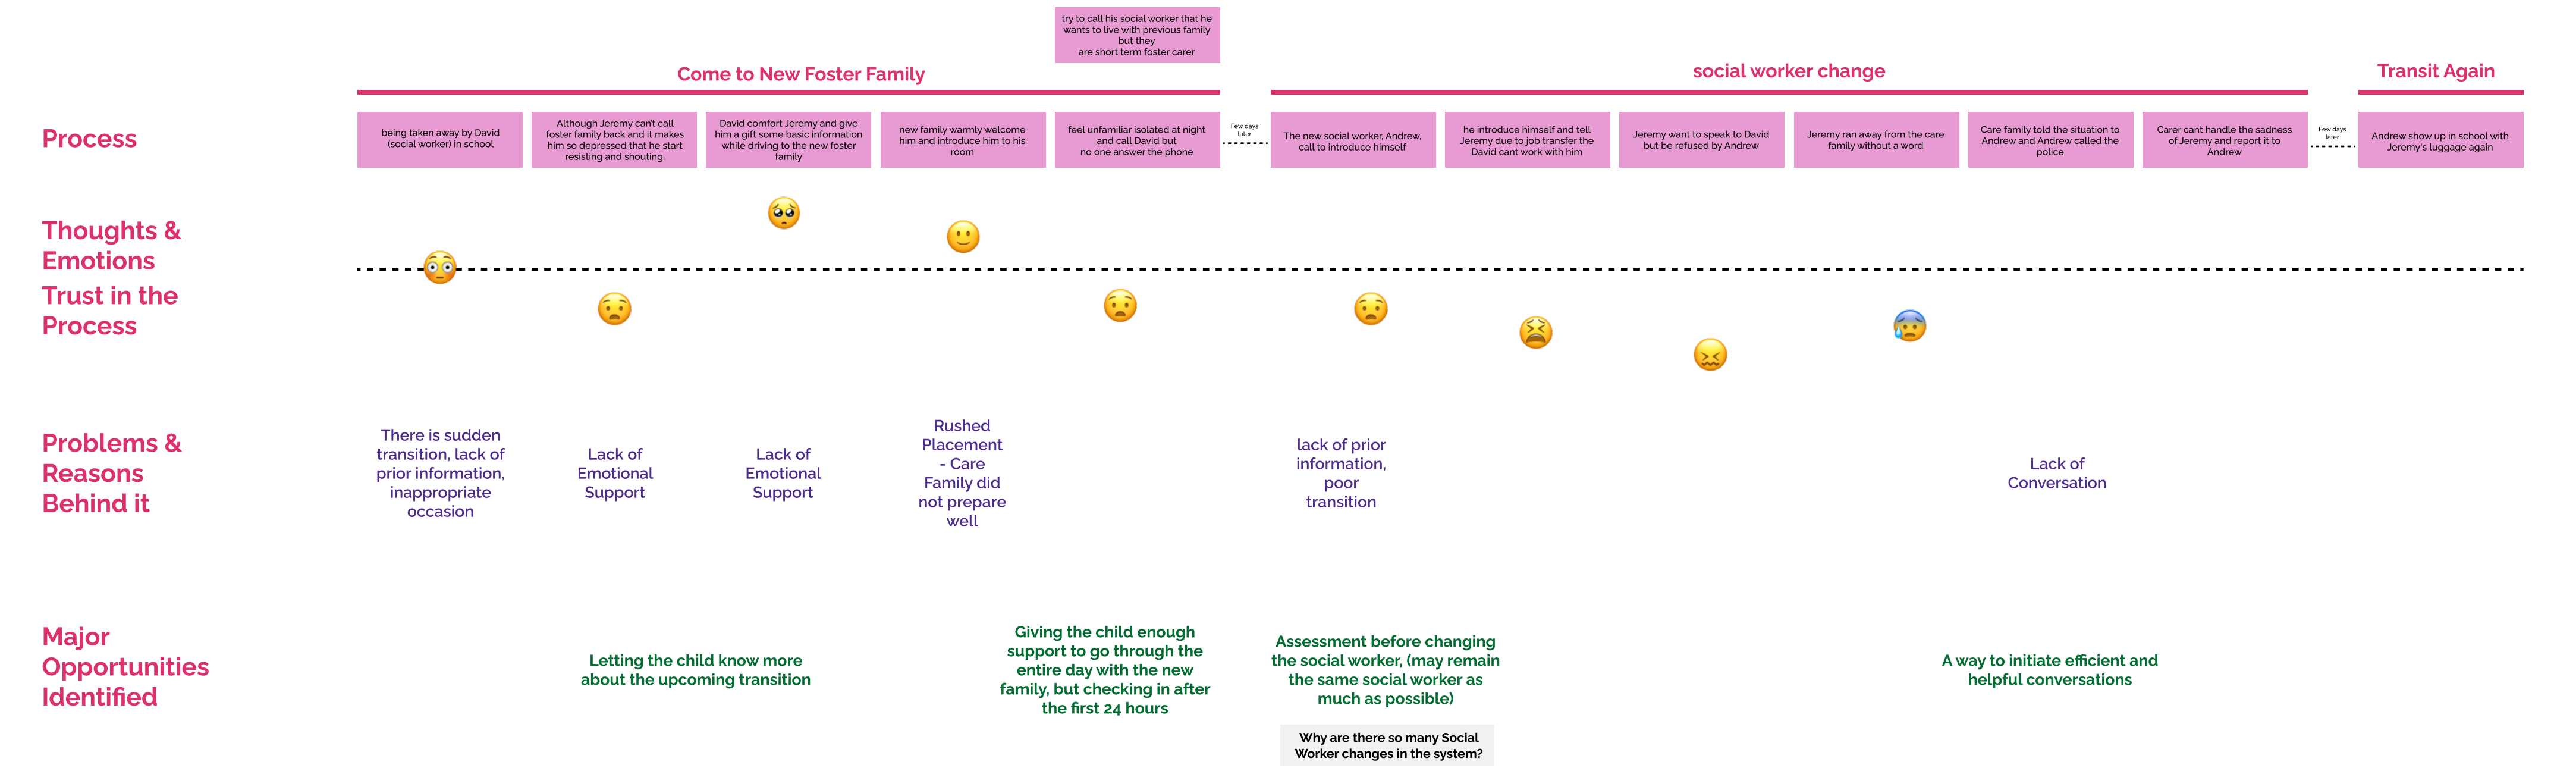 try to call his social worker that he
wants to live with previous family
but they
are short term foster carer
Come to New Foster Family
social worker change
Transit Again
Process
being taken away by David
(social worker) in school
Although Jeremy can't call
foster family back and it makes
him so depressed that he start
resisting and shouting.
David comfort Jeremy and give
him a gift some basic information
while driving to the new foster
family
new family warmly welcome
him and introduce him to his
room
feel unfamiliar isolated at night
and call David but
no one answer the phone
Few days
later
The new social worker, Andrew,
call to introduce himself
he introduce himself and tell
Jeremy due to job transfer the
David cant work with him
Jeremy want to speak to David
but be refused by Andrew
Jeremy ran away from the care
family without a word
Care family told the situation to
Andrew and Andrew called the
police
Carer cant handle the sadness
of Jeremy and report it to
Andrew
Few days
later
Andrew show up in school with
Jeremy's luggage again
Thoughts &
Emotions
Trust in the
Process
Problems &
Reasons
Behind it
There is sudden
transition, lack of
prior information,
inappropriate
occasion
Lack of
Emotional
Support
Lack of
Emotional
Support
Rushed
Placement
- Care
Family did
not prepare
well
lack of prior
information,
poor
transition
Lack of
Conversation
Major
Opportunities
Identified
Letting the child know more
about the upcoming transition
Giving the child enough
support to go through the
entire day with the new
family, but checking in after
the first 24 hours
Assessment before changing
the social worker, (may remain
the same social worker as
much as possible)
Why are there so many Social
Worker changes in the system?
A way to initiate efficient and
helpful conversations